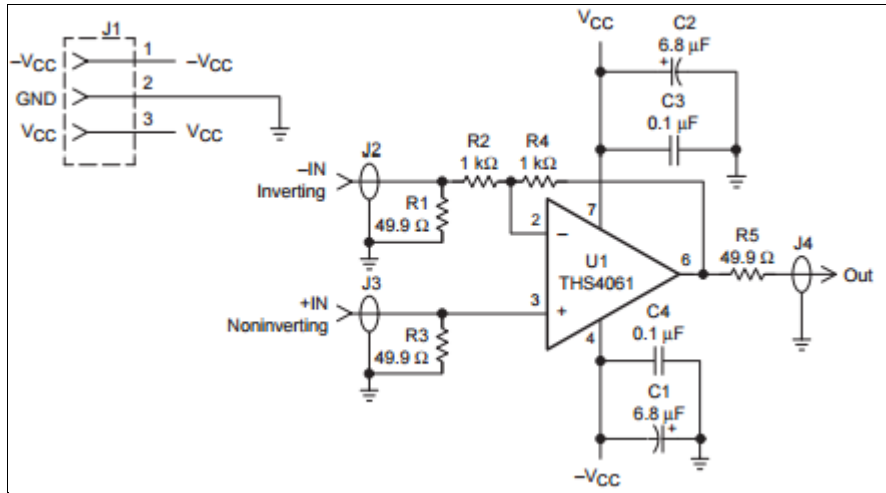 J1
–VCC
1
–VCC
GND
2
VCC
3
VCC
VCC
C2
6.8 µF
+
C3
0.1 µF
–IN
Inverting
J2
R2
1 kΩ
R4
1 kΩ
R1
49.9 Ω
2
–
7
U1
THS4061
6
R5
49.9 Ω
J4
Out
+IN
Noninverting
J3
3
+
R3
49.9 Ω
4
C4
0.1 µF
C1
6.8 µF
+
–VCC